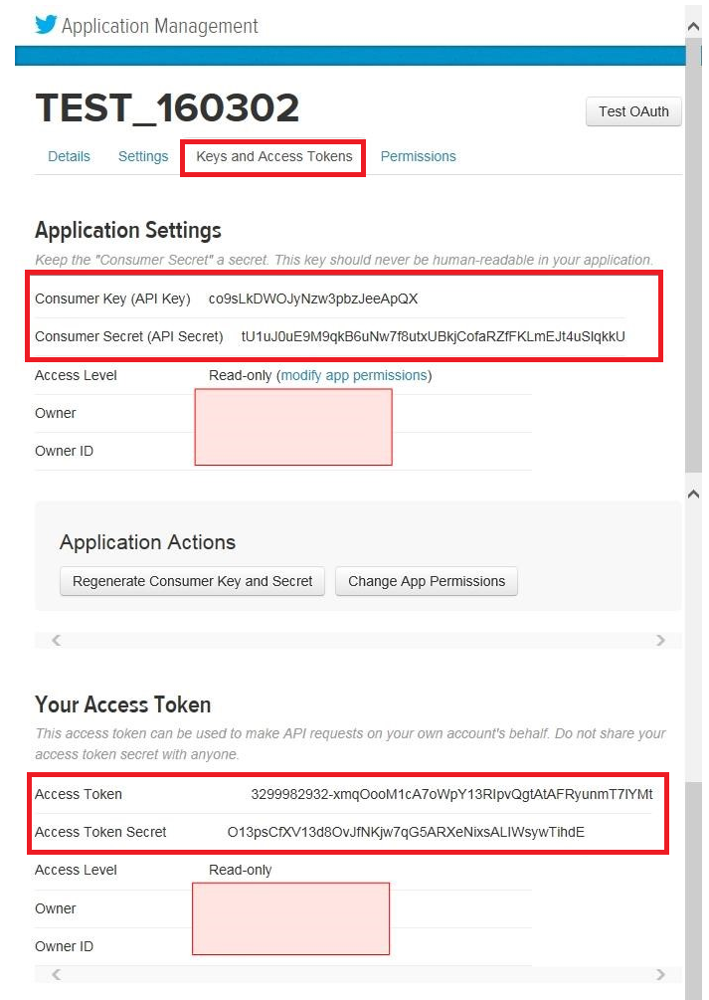 Application Management
TEST_160302
Test OAuth
Details Settings Keys and Access Tokens Permissions
Application Settings
Keep the "Consumer Secret" a secret. This key should never be human-readable in your application.
Consumer Key (API Key) co9sLkDWOJyNzw3pbzJeeApQX
Consumer Secret (API Secret)
Access Level Read-only (modify app permissions)
Owner
Owner ID
Application Actions
Regenerate Consumer Key and Secret Change App Permissions
Your Access Token
This access token can be used to make API requests on your own account's behalf. Do not share your
access token secret with anyone.
Access Token
Access Token Secret
Access Level Read-only
Owner
Owner ID